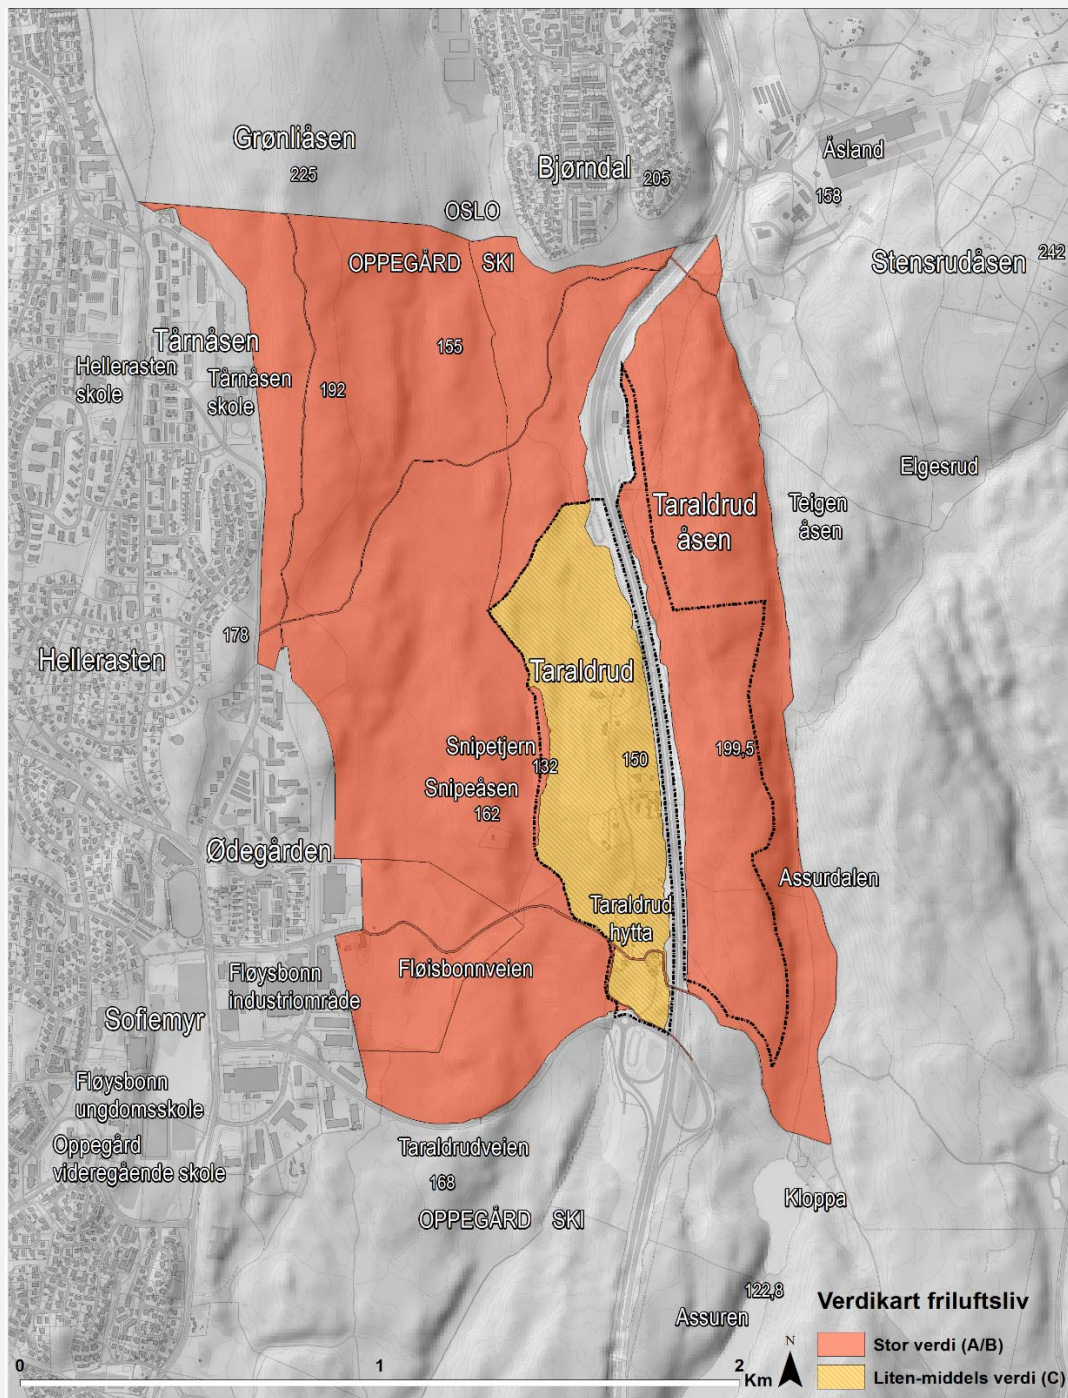 Grønliåsen
225
Bjørndal
205
Åsland
158
OSLO
OPPEGÅRD SKI
Stensrudåsen
242
Tårnåsen
Hellerasten
skole
Tårnåsen
skole
155
192
Elgesrud
Taraldrud
åsen
Teigen
åsen
178
Hellerasten
Taraldrud
Snipetjern
132
150
199,5
Snipeåsen
162
Ødegården
Assurdalen
Taraldrud
hytta
Fløisbonnveien
Fløysbonn
industriområde
Sofiemyr
Fløysbonn
ungdomsskole
Oppegård
videregående skole
Taraldrudveien
168
OPPEGÅRD SKI
Kloppa
122,8
Assuren
Verdikart friluftsliv
Stor verdi (A/B)
Liten-middels verdi (C)
N
0 1 2 Km